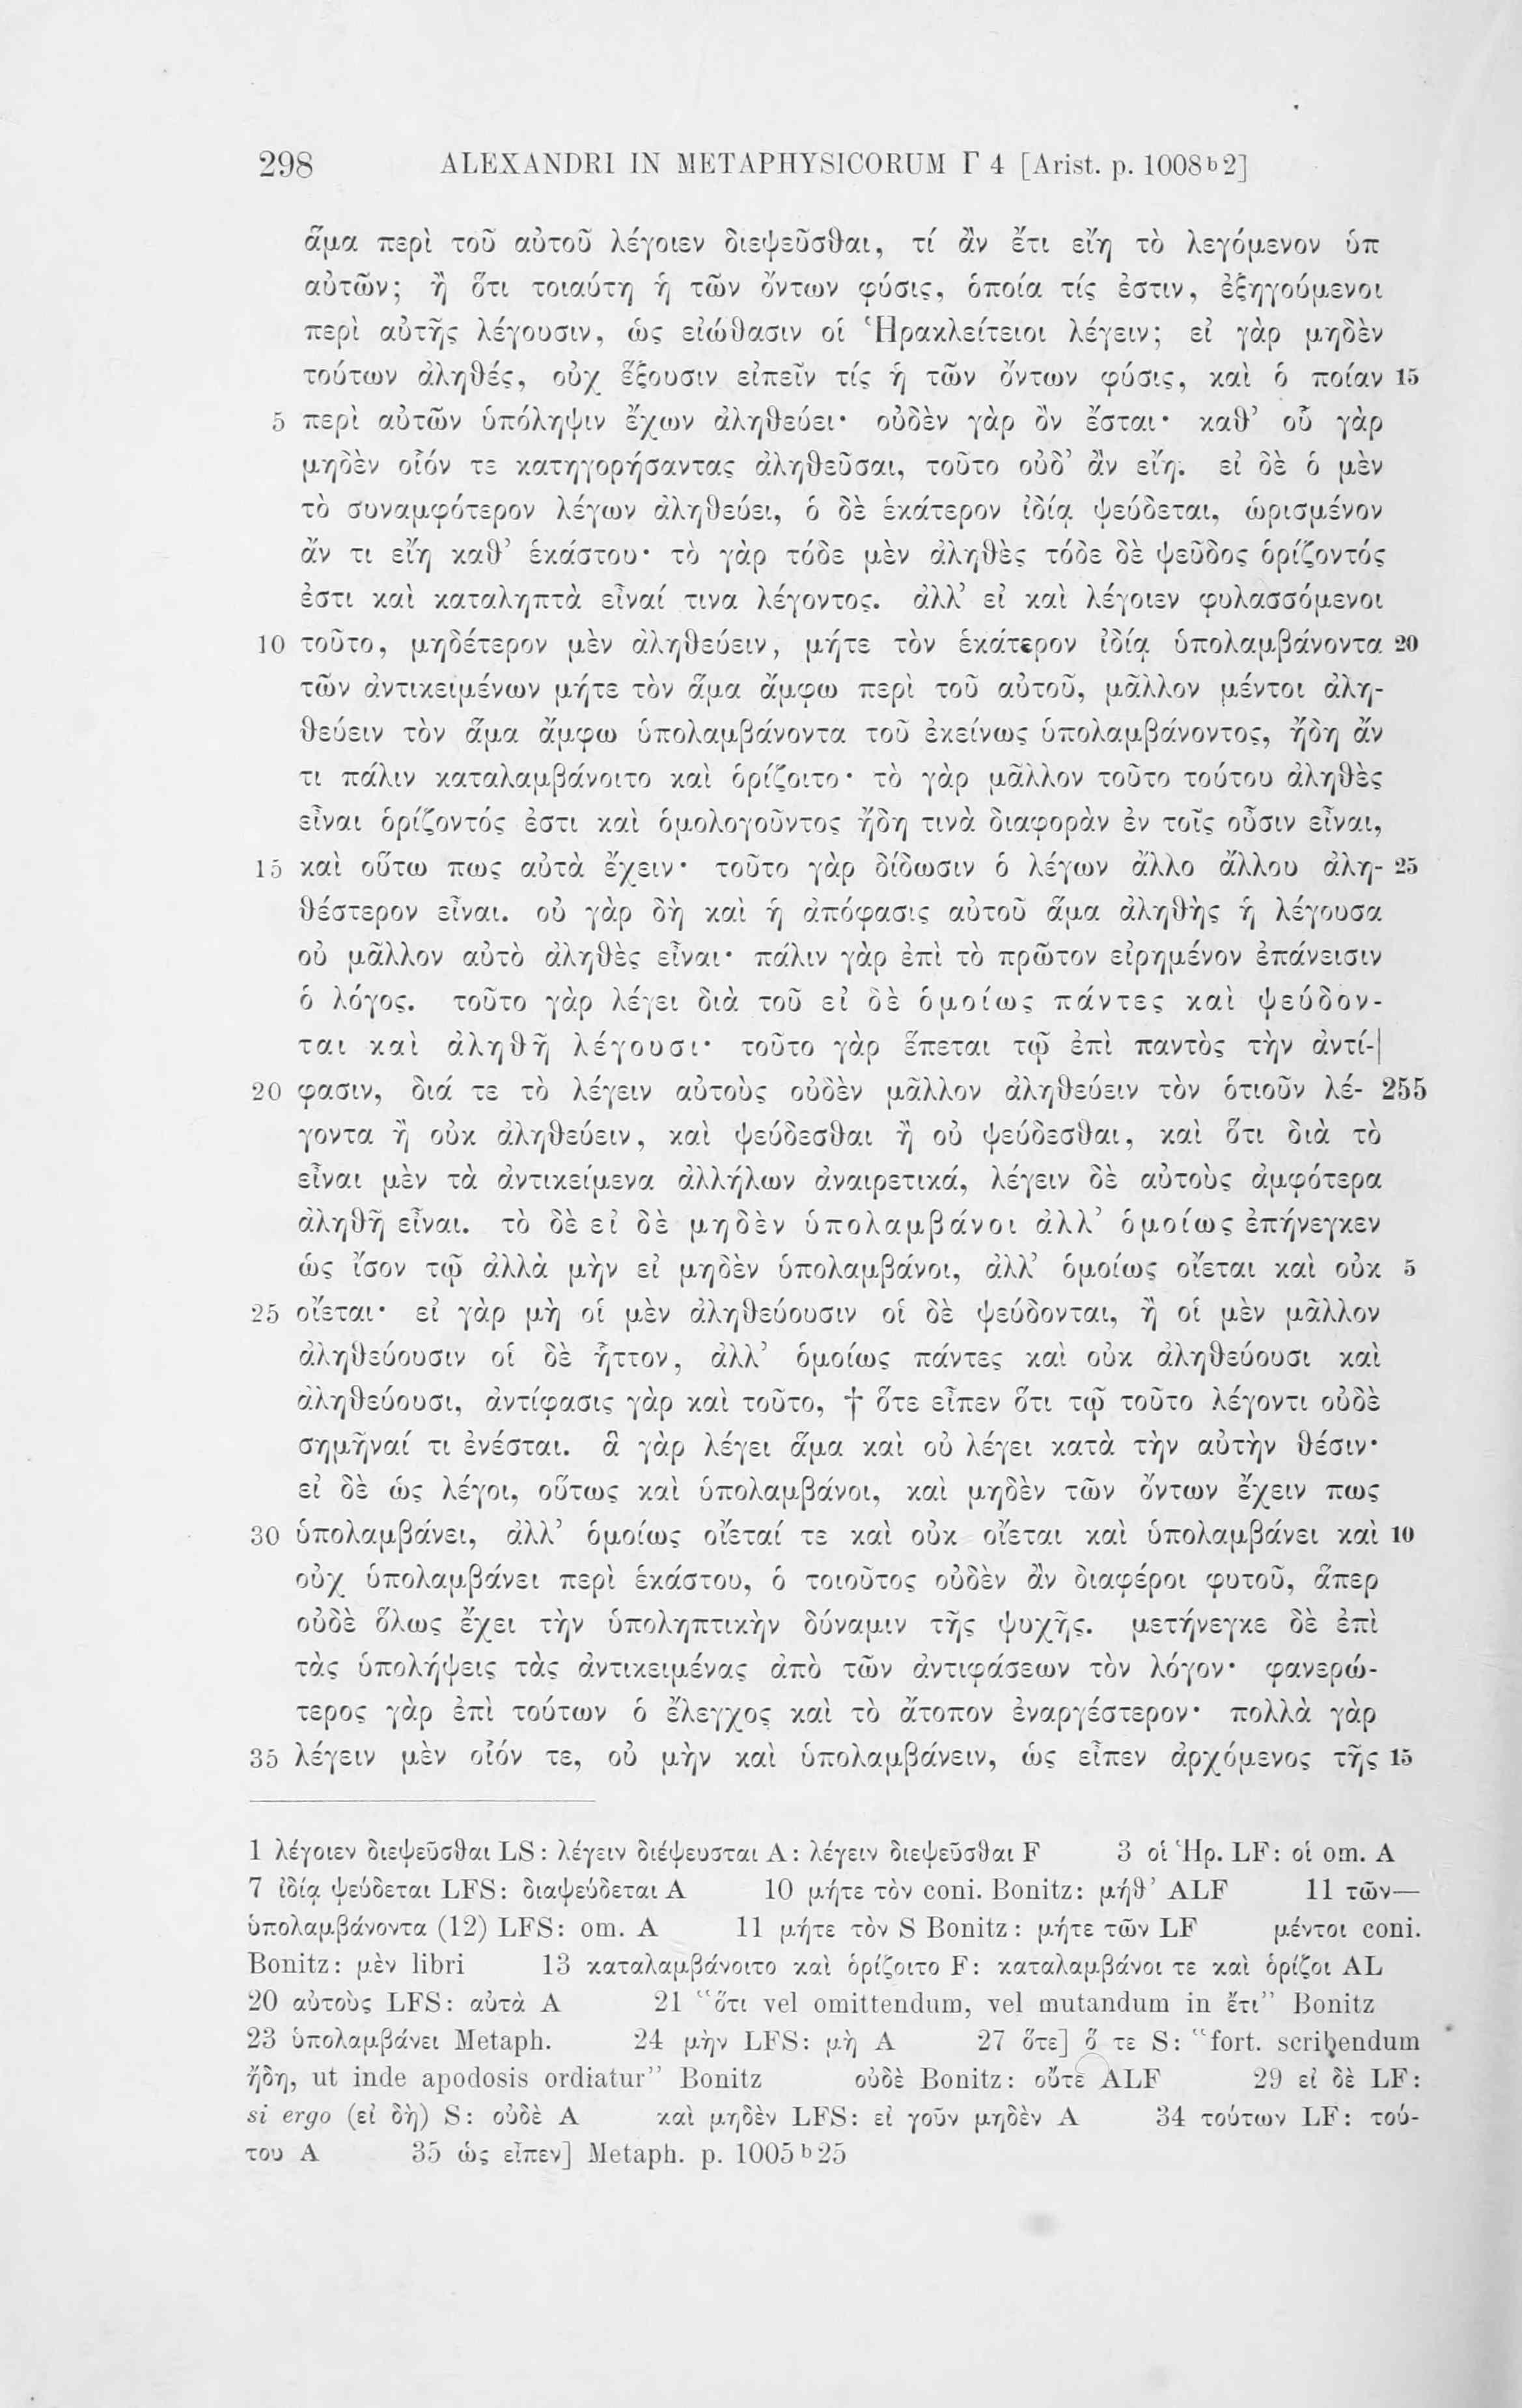 298 ALEXANDRI IN METAPHYSICORUM Γ 4 [Arist. p. 1008ᵇ2]
ἅμα περὶ τοῦ αὐτοῦ λέγοιεν διεψεῦσθαι, τί ἂν ἔτι εἴη τὸ λεγόμενον ὑπ
αὐτῶν; ἢ ὅτι τοιαύτη ἡ τῶν ὄντων φύσις, ὁποία τίς ἐστιν, ἐξηγούμενοι
περὶ αὐτῆς λέγουσιν, ὡς εἰώθασιν οἱ Ἡρακλείτειοι λέγειν; εἰ γὰρ μηδὲν
τούτων ἀληθές, οὐχ ἕξουσιν εἰπεῖν τίς ἡ τῶν ὄντων φύσις, καὶ ὁ ποίαν 15
5 περὶ αὐτῶν ὑπόληψιν ἔχων ἀληθεύει· οὐδὲν γὰρ ὂν ἔσται· καθ’ οὗ γὰρ
μηδὲν οἷόν τε κατηγορήσαντας ἀληθεῦσαι, τοῦτο οὐδ’ ἂν εἴη. εἰ δὲ ὁ μὲν
τὸ συναμφότερον λέγων ἀληθεύει, ὁ δὲ ἑκάτερον ἰδίᾳ ψεύδεται, ὡρισμένον
ἄν τι εἴη καθ’ ἑκάστου· τὸ γὰρ τόδε μὲν ἀληθὲς τόδε δὲ ψεῦδος ὁρίζοντός
ἐστι καὶ καταληπτὰ εἶναί τινα λέγοντος. ἀλλ’ εἰ καὶ λέγοιεν φυλασσόμενοι
10 τοῦτο, μηδέτερον μὲν ἀληθεύειν, μήτε τὸν ἑκάτερον ἰδίᾳ ὑπολαμβάνοντα 20
τῶν ἀντικειμένων μήτε τὸν ἅμα ἄμφω περὶ τοῦ αὐτοῦ, μᾶλλον μέντοι ἀλη-
θεύειν τὸν ἅμα ἄμφω ὑπολαμβάνοντα τοῦ ἐκείνως ὑπολαμβάνοντος, ἤδη ἄν
τι πάλιν καταλαμβάνοιτο καὶ ὁρίζοιτο· τὸ γὰρ μᾶλλον τοῦτο τούτου ἀληθὲς
εἶναι ὁρίζοντός ἐστι καὶ ὁμολογοῦντος ἤδη τινὰ διαφορὰν ἐν τοῖς οὖσιν εἶναι,
15 καὶ οὕτω πως αὐτὰ ἔχειν· τοῦτο γὰρ δίδωσιν ὁ λέγων ἄλλο ἄλλου ἀλη- 25
θέστερον εἶναι. οὐ γὰρ δὴ καὶ ἡ ἀπόφασις αὐτοῦ ἅμα ἀληθὴς ἡ λέγουσα
οὐ μᾶλλον αὐτὸ ἀληθὲς εἶναι· πάλιν γὰρ ἐπὶ τὸ πρῶτον εἰρημένον ἐπάνεισιν
ὁ λόγος. τοῦτο γὰρ λέγει διὰ τοῦ εἰ δὲ ὁμοίως πάντες καὶ ψεύδον-
ται καὶ ἀληθῆ λέγουσι· τοῦτο γὰρ ἕπεται τῷ ἐπὶ παντὸς τὴν ἀντί-|
20 φασιν, διά τε τὸ λέγειν αὐτοὺς οὐδὲν μᾶλλον ἀληθεύειν τὸν ὁτιοῦν λέ- 255
γοντα ἢ οὐκ ἀληθεύειν, καὶ ψεύδεσθαι ἢ οὐ ψεύδεσθαι, καὶ ὅτι διὰ τὸ
εἶναι μὲν τὰ ἀντικείμενα ἀλλήλων ἀναιρετικά, λέγειν δὲ αὐτοὺς ἀμφότερα
ἀληθῆ εἶναι. τὸ δὲ εἰ δὲ μηδὲν ὑπολαμβάνοι ἀλλ’ ὁμοίως ἐπήνεγκεν
ὡς ἴσον τῷ ἀλλὰ μὴν εἰ μηδὲν ὑπολαμβάνοι, ἀλλ’ ὁμοίως οἴεται καὶ οὐκ 5
25 οἴεται· εἰ γὰρ μὴ οἱ μὲν ἀληθεύουσιν οἱ δὲ ψεύδονται, ἢ οἱ μὲν μᾶλλον
ἀληθεύουσιν οἱ δὲ ἧττον, ἀλλ’ ὁμοίως πάντες καὶ οὐκ ἀληθεύουσι καὶ
ἀληθεύουσι, ἀντίφασις γὰρ καὶ τοῦτο, † ὅτε εἶπεν ὅτι τῷ τοῦτο λέγοντι οὐδὲ
σημῆναί τι ἐνέσται. ἃ γὰρ λέγει ἅμα καὶ οὐ λέγει κατὰ τὴν αὐτὴν θέσιν·
εἰ δὲ ὡς λέγοι, οὕτως καὶ ὑπολαμβάνοι, καὶ μηδὲν τῶν ὄντων ἔχειν πως
30 ὑπολαμβάνει, ἀλλ’ ὁμοίως οἴεταί τε καὶ οὐκ οἴεται καὶ ὑπολαμβάνει καὶ 10
οὐχ ὑπολαμβάνει περὶ ἑκάστου, ὁ τοιοῦτος οὐδὲν ἂν διαφέροι φυτοῦ, ἅπερ
οὐδὲ ὅλως ἔχει τὴν ὑποληπτικὴν δύναμιν τῆς ψυχῆς. μετήνεγκε δὲ ἐπὶ
τὰς ὑπολήψεις τὰς ἀντικειμένας ἀπὸ τῶν ἀντιφάσεων τὸν λόγον· φανερώ-
τερος γὰρ ἐπὶ τούτων ὁ ἔλεγχος καὶ τὸ ἄτοπον ἐναργέστερον· πολλὰ γὰρ
35 λέγειν μὲν οἷόν τε, οὐ μὴν καὶ ὑπολαμβάνειν, ὡς εἶπεν ἀρχόμενος τῆς 15
1 λέγοιεν διεψεῦσθαι LS: λέγειν διέψευσται A: λέγειν διεψεῦσθαι F 3 οἱ Ἡρ. LF: οἱ om. A
7 ἰδίᾳ ψεύδεται LFS: διαψεύδεται A 10 μήτε τὸν coni. Bonitz: μήθ’ ALF 11 τῶν—
ὑπολαμβάνοντα (12) LFS: om. A 11 μήτε τὸν S Bonitz: μήτε τῶν LF μέντοι coni.
Bonitz: μὲν libri 13 καταλαμβάνοιτο καὶ ὁρίζοιτο F: καταλαμβάνοι τε καὶ ὁρίζοι AL
20 αὐτοὺς LFS: αὐτὰ A 21 “ὅτι vel omittendum, vel mutandum in ἔτι” Bonitz
23 ὑπολαμβάνει Metaph. 24 μὴν LFS: μὴ A 27 ὅτε] ὅ τε S: “fort. scribendum
ἤδη, ut inde apodosis ordiatur” Bonitz οὐδὲ Bonitz: οὔτε ALF 29 εἰ δὲ LF:
si ergo (εἰ δὴ) S: οὐδὲ A καὶ μηδὲν LFS: εἰ γοῦν μηδὲν A 34 τούτων LF: τού-
του A 35 ὡς εἶπεν] Metaph. p. 1005ᵇ25